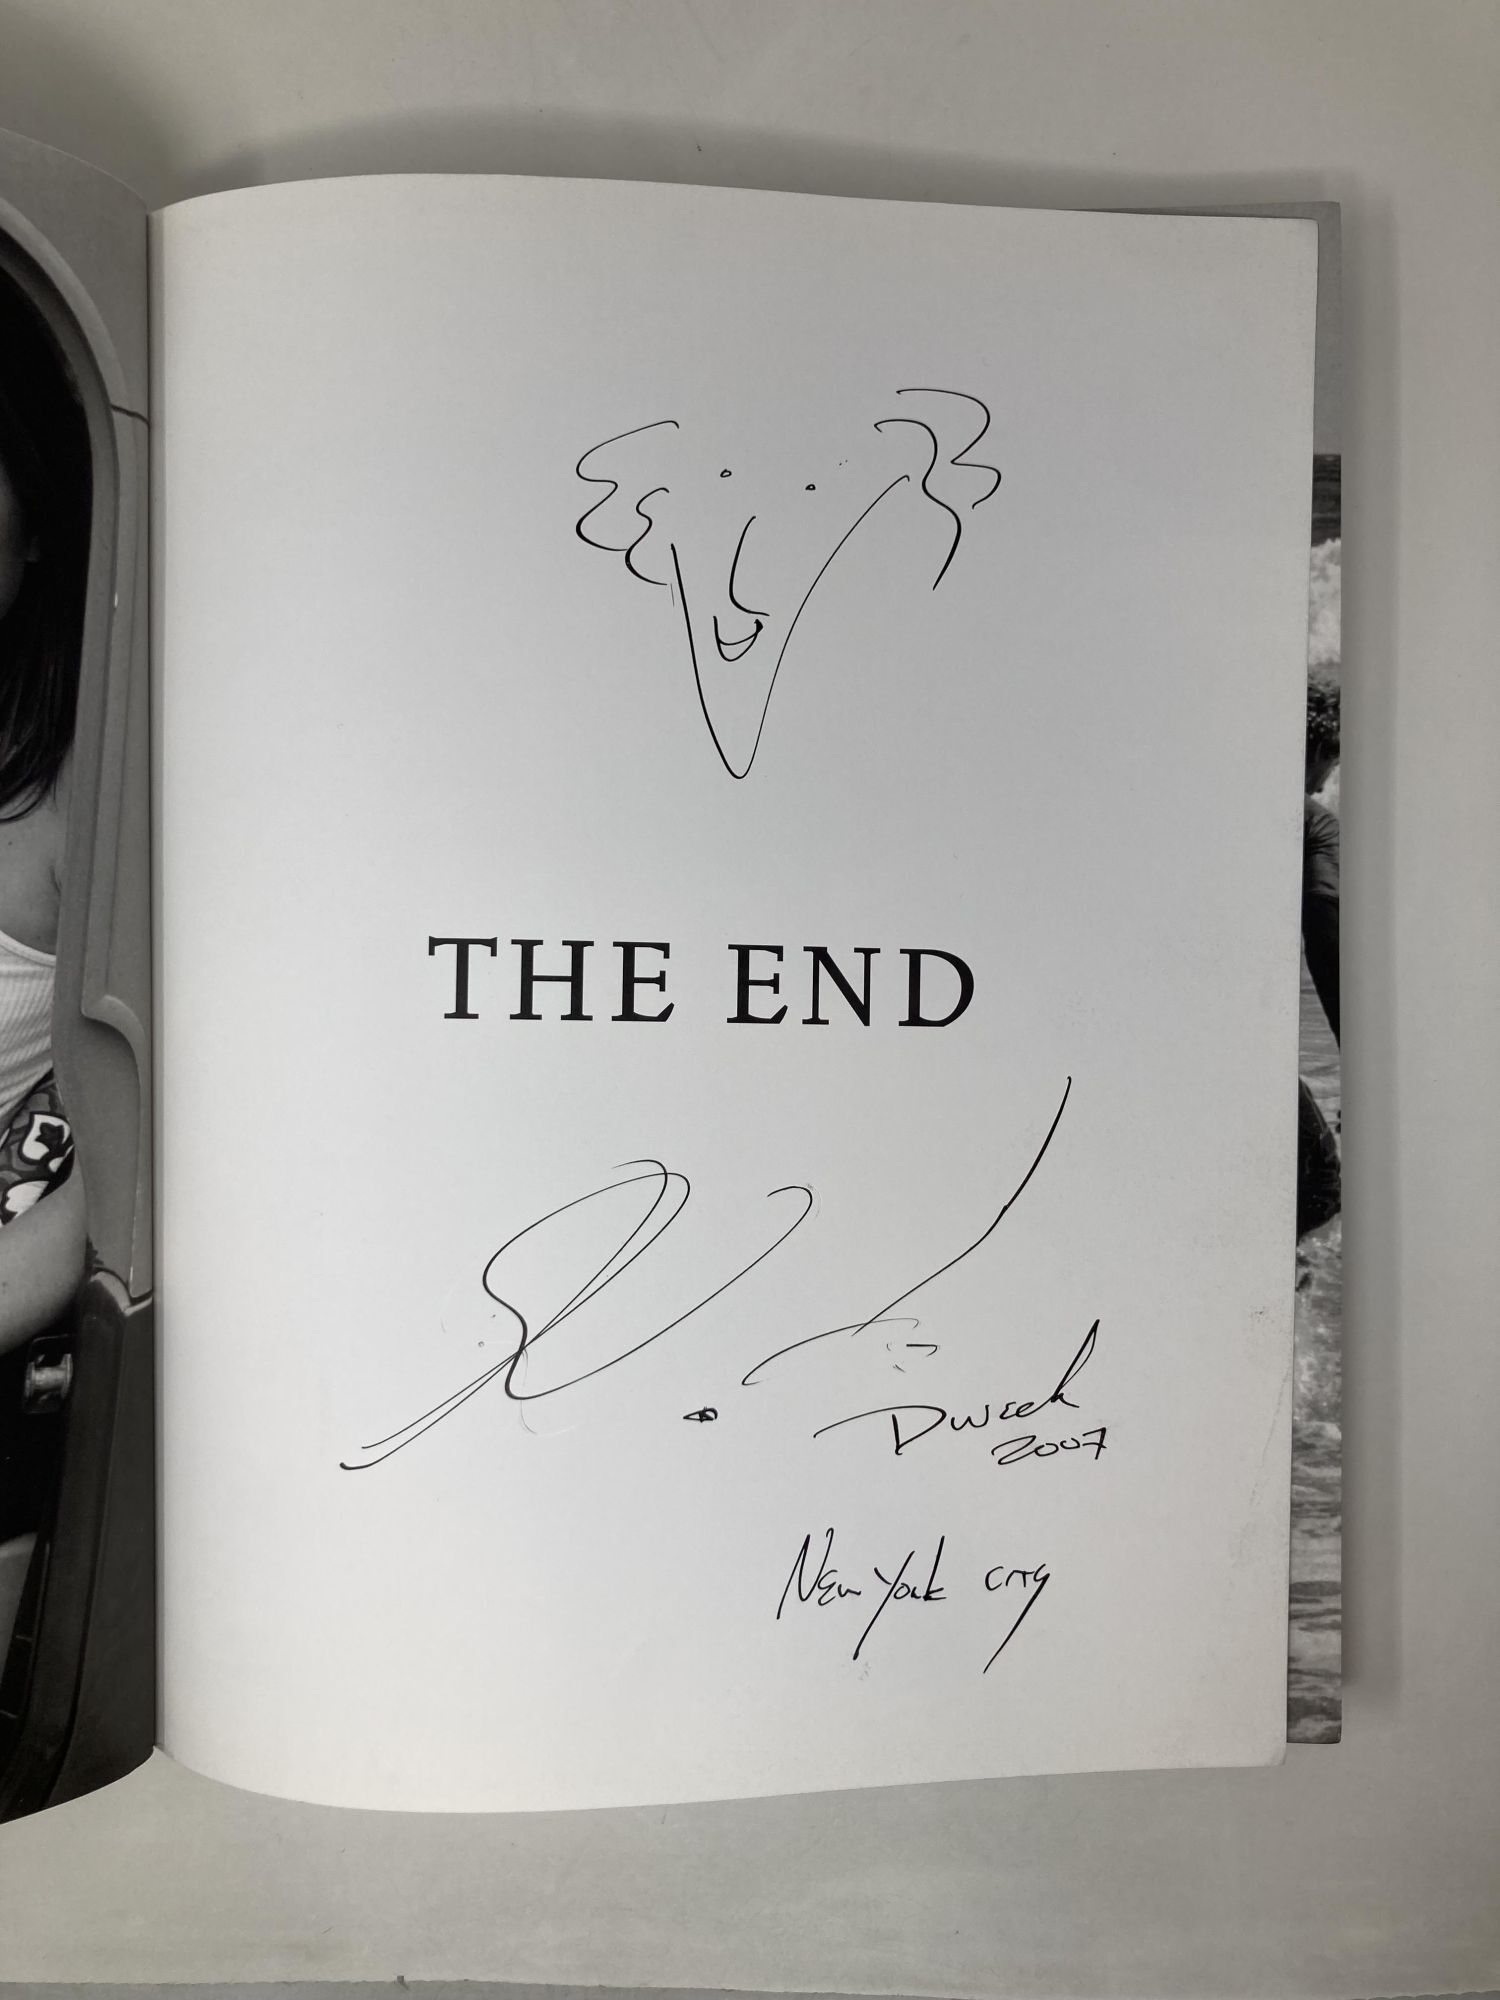 THE END
Dweck
2007
New York City